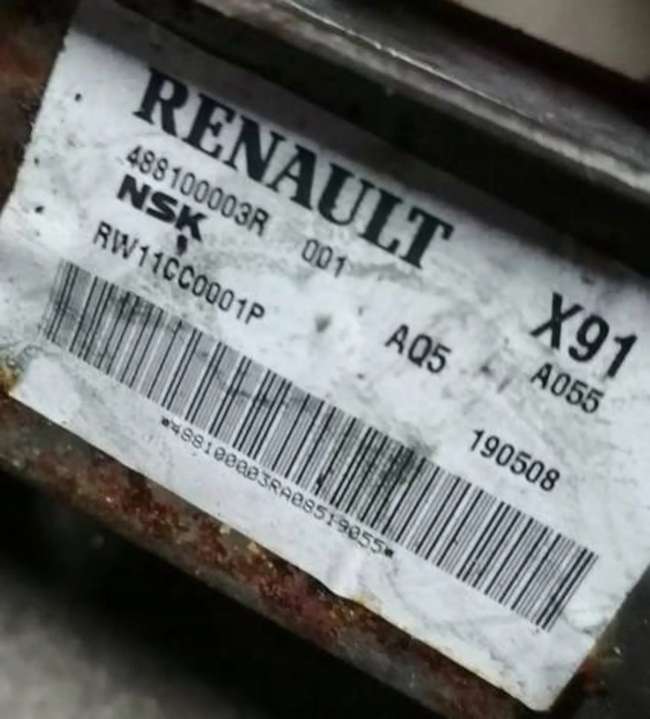 RENAULT
488100003R 001
NSK
X91
RW11CC0001P AQ5 A055
190508
*488100003RA08519055*